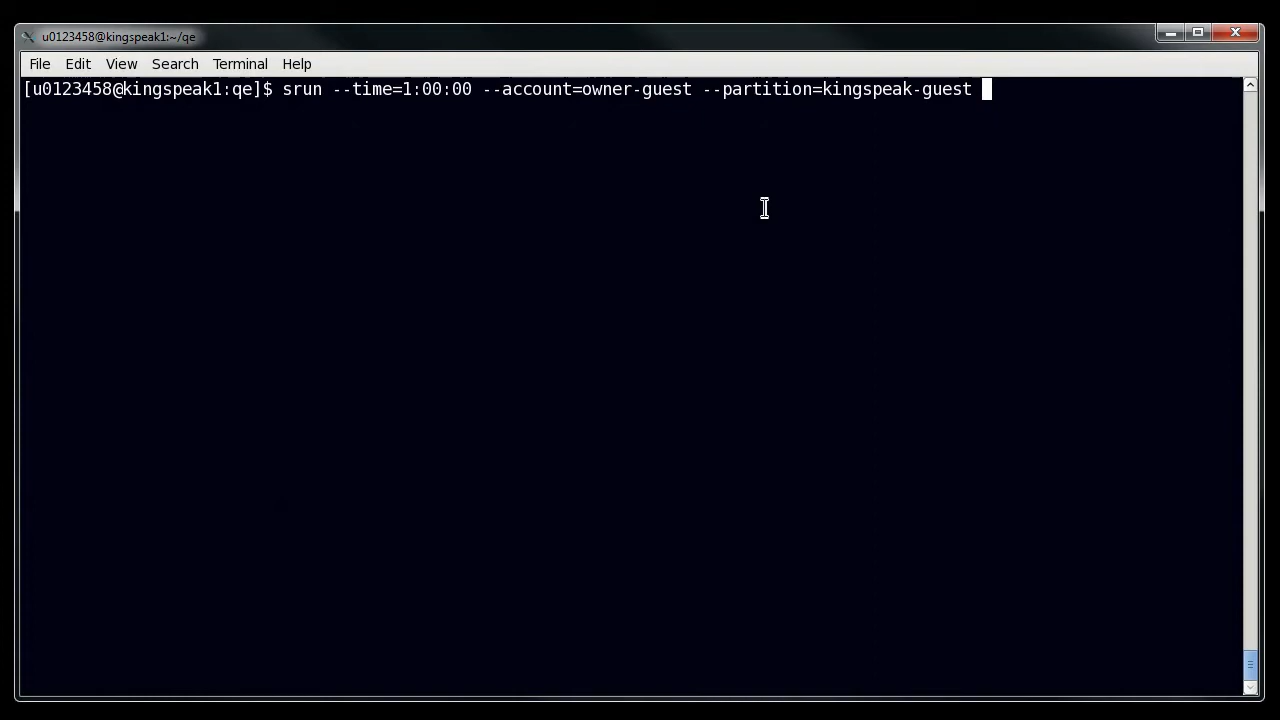 u0123458@kingspeak1:~/qe
File Edit View Search Terminal Help
[u0123458@kingspeak1:qe]$ srun --time=1:00:00 --account=owner-guest --partition=kingspeak-guest